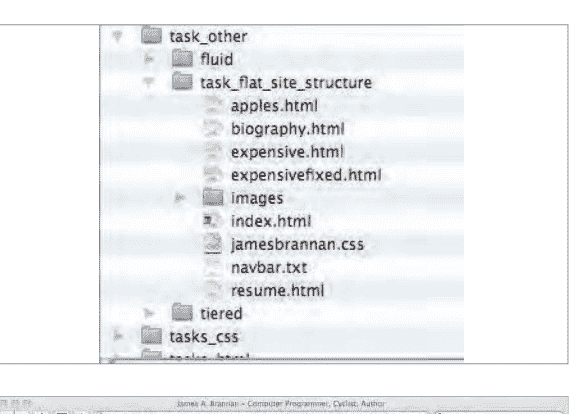 task_other
fluid
task_flat_site_structure
apples.html
biography.html
expensive.html
expensivefixed.html
images
index.html
jamesbrannan.css
navbar.txt
resume.html
tiered
tasks_css
tasks_html
James A. Brannan - Computer Programmer, Cyclist, Author